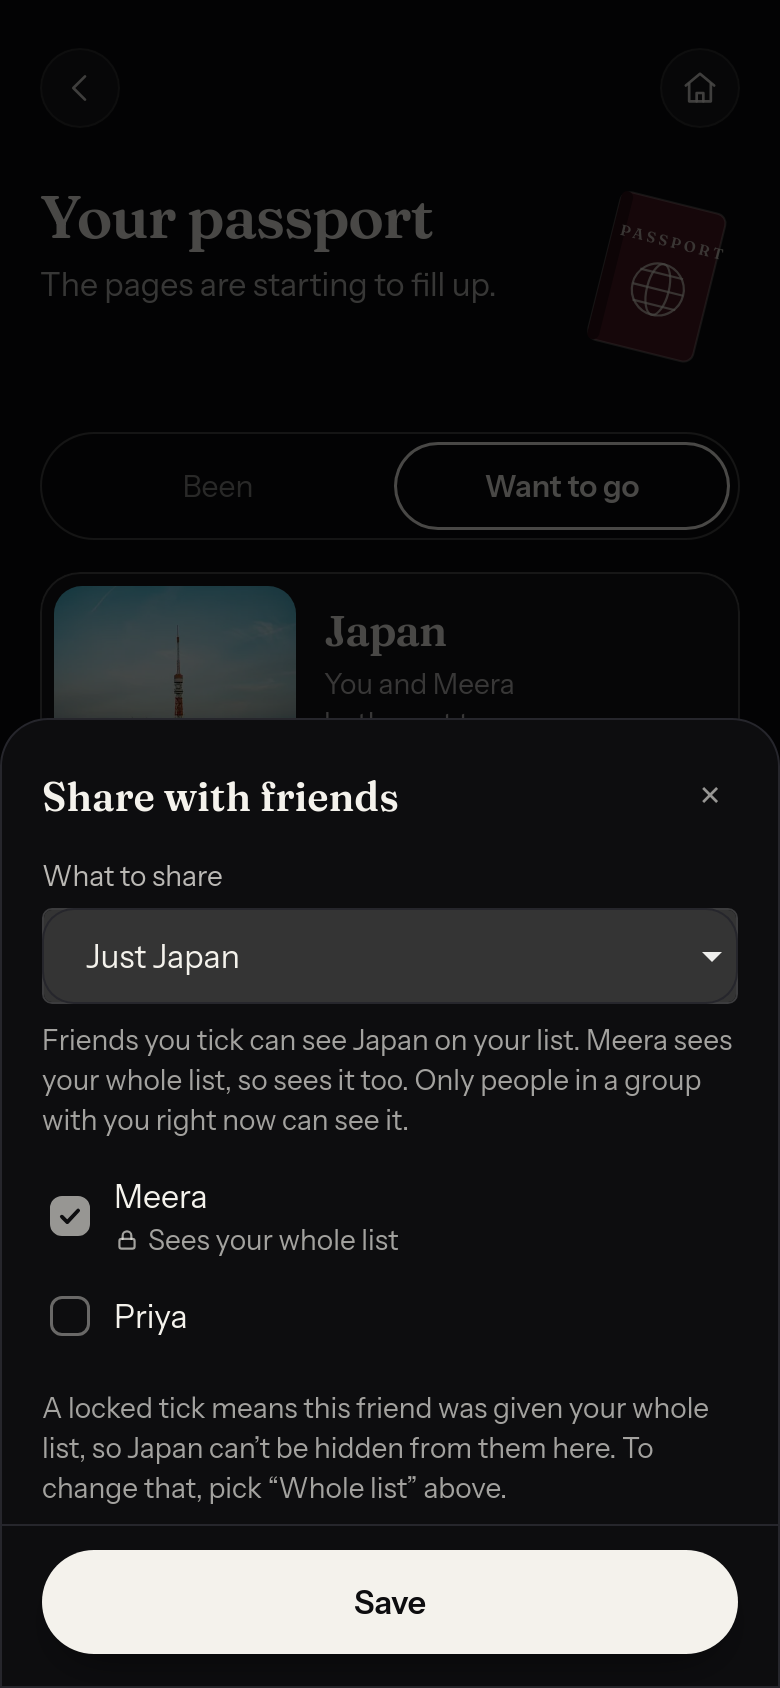 Your passport
The pages are starting to fill up.
PASSPORT
Been
Want to go
Japan
You and Meera
Share with friends
What to share
Just Japan
Friends you tick can see Japan on your list. Meera sees
your whole list, so sees it too. Only people in a group
with you right now can see it.
Meera
Sees your whole list
Priya
A locked tick means this friend was given your whole
list, so Japan can’t be hidden from them here. To
change that, pick “Whole list” above.
Save